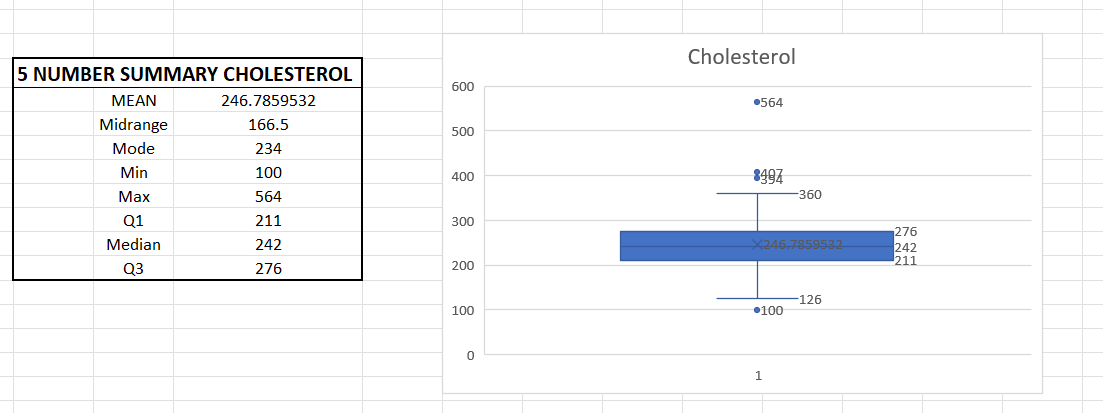 5 NUMBER SUMMARY CHOLESTEROL
MEAN 246.7859532
Midrange 166.5
Mode 234
Min 100
Max 564
Q1 211
Median 242
Q3 276
Cholesterol
600
564
500
400
407
394
360
300
276
246.7859532
242
211
200
126
100
100
0
1